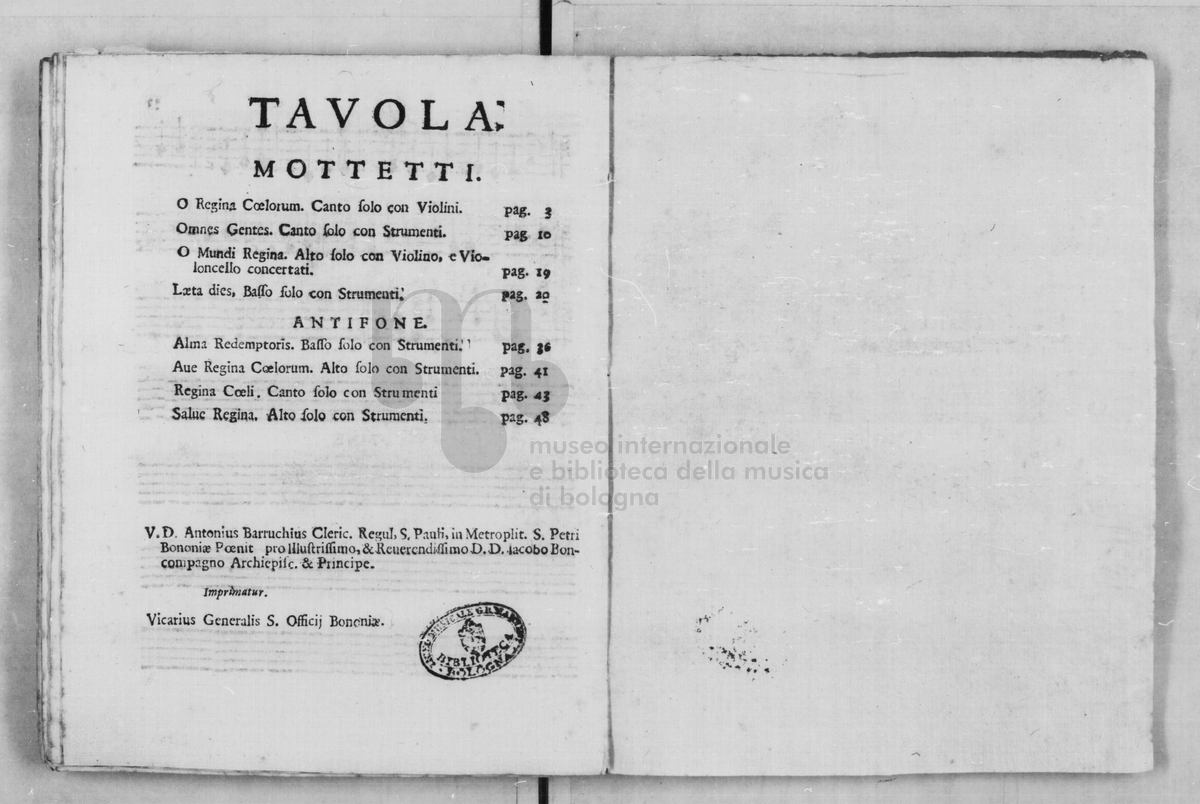 TAVOLA.
MOTTETTI.
O Regina Cœlorum. Canto ſolo con Violini. pag. 3
Omnes Gentes. Canto ſolo con Strumenti. pag 10
O Mundi Regina. Alto ſolo con Violino, e Vio-
loncello concertati. pag. 19
Læta dies, Baſſo ſolo con Strumenti. pag. 29
ANTIFONE.
Alma Redemptoris. Baſſo ſolo con Strumenti. pag. 36
Aue Regina Cœlorum. Alto ſolo con Strumenti. pag. 41
Regina Cœli. Canto ſolo con Strumenti pag. 43
Salue Regina. Alto ſolo con Strumenti. pag. 48
museo internazionale
e biblioteca della musica
di bologna
V. D. Antonius Barruchius Cleric. Regul. S. Pauli, in Metroplit. S. Petri
Bononiæ Pœnit pro Illuſtriſſimo, & Reuerendiſſimo D. D. Iacobo Bon-
compagno Archiepiſc. & Principe.
Imprimatur.
Vicarius Generalis S. Officij Bononiæ.
BIBLIOTECA
BOLOGNA